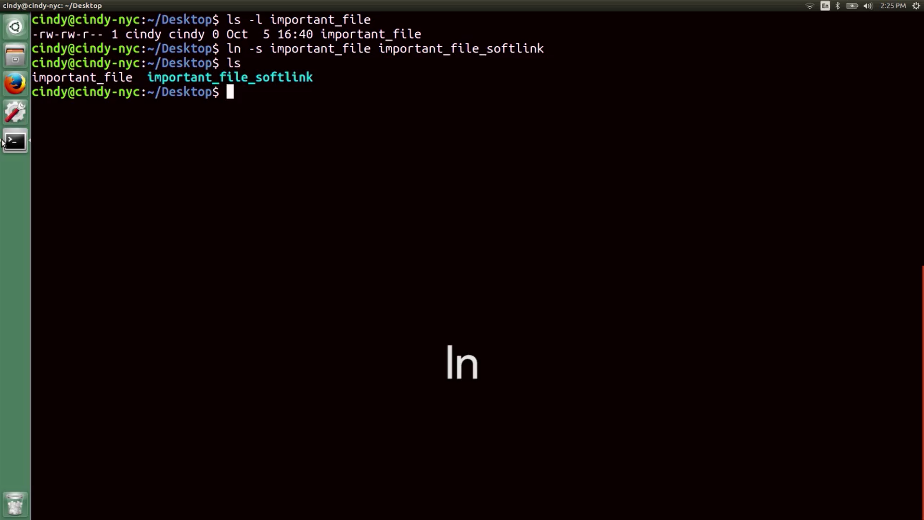 cindy@cindy-nyc: ~/Desktop
En
2:25 PM
cindy@cindy-nyc:~/Desktop$ ls -l important_file
-rw-rw-r-- 1 cindy cindy 0 Oct  5 16:40 important_file
cindy@cindy-nyc:~/Desktop$ ln -s important_file important_file_softlink
cindy@cindy-nyc:~/Desktop$ ls
important_file  important_file_softlink
cindy@cindy-nyc:~/Desktop$
>_
ln